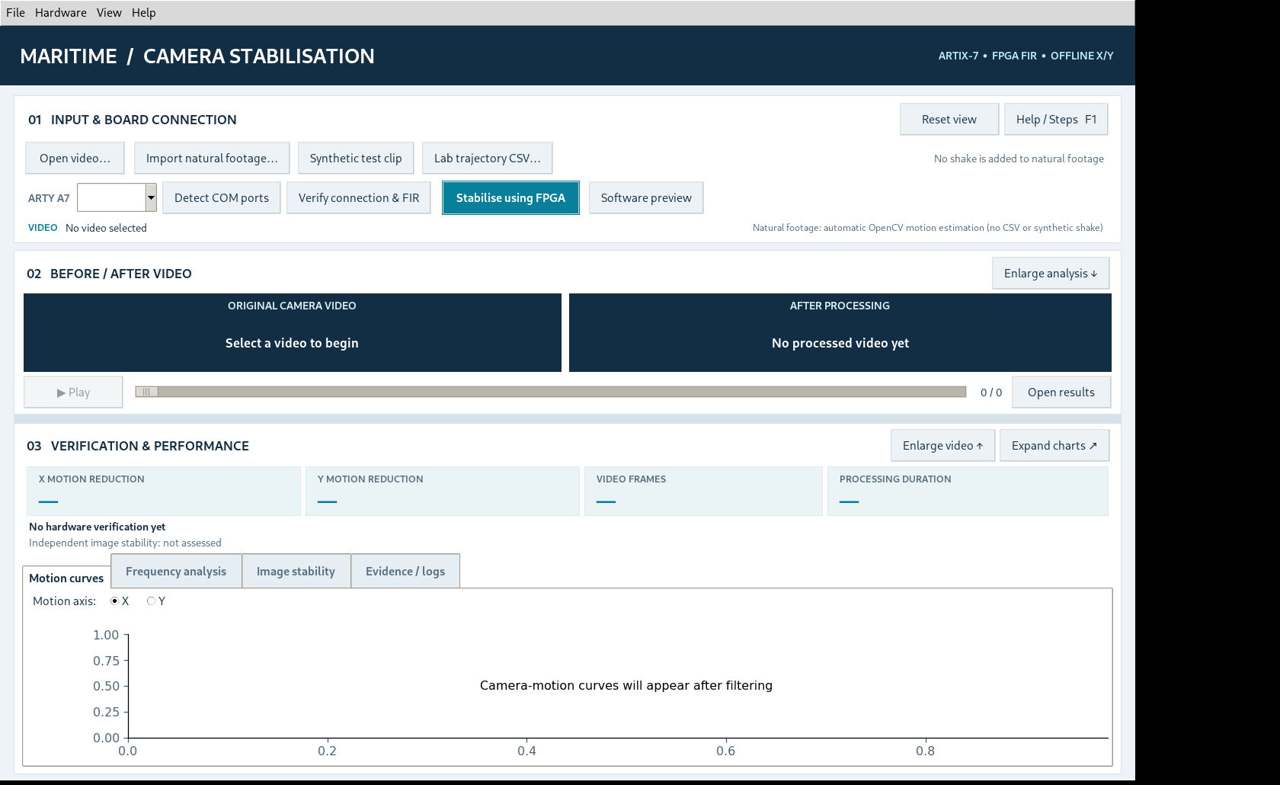 File Hardware View Help
MARITIME / CAMERA STABILISATION
ARTIX-7 • FPGA FIR • OFFLINE X/Y
01 INPUT & BOARD CONNECTION
Reset view
Help / Steps F1
Open video...
Import natural footage...
Synthetic test clip
Lab trajectory CSV...
No shake is added to natural footage
ARTY A7
Detect COM ports
Verify connection & FIR
Stabilise using FPGA
Software preview
VIDEO No video selected
Natural footage: automatic OpenCV motion estimation (no CSV or synthetic shake)
02 BEFORE / AFTER VIDEO
Enlarge analysis ↓
ORIGINAL CAMERA VIDEO
Select a video to begin
AFTER PROCESSING
No processed video yet
▶ Play
0 / 0
Open results
03 VERIFICATION & PERFORMANCE
Enlarge video ↑
Expand charts ↗
X MOTION REDUCTION
—
Y MOTION REDUCTION
—
VIDEO FRAMES
—
PROCESSING DURATION
—
No hardware verification yet
Independent image stability: not assessed
Motion curves
Frequency analysis
Image stability
Evidence / logs
Motion axis: X Y
1.00
0.75
0.50
0.25
0.00
Camera-motion curves will appear after filtering
0.0 0.2 0.4 0.6 0.8